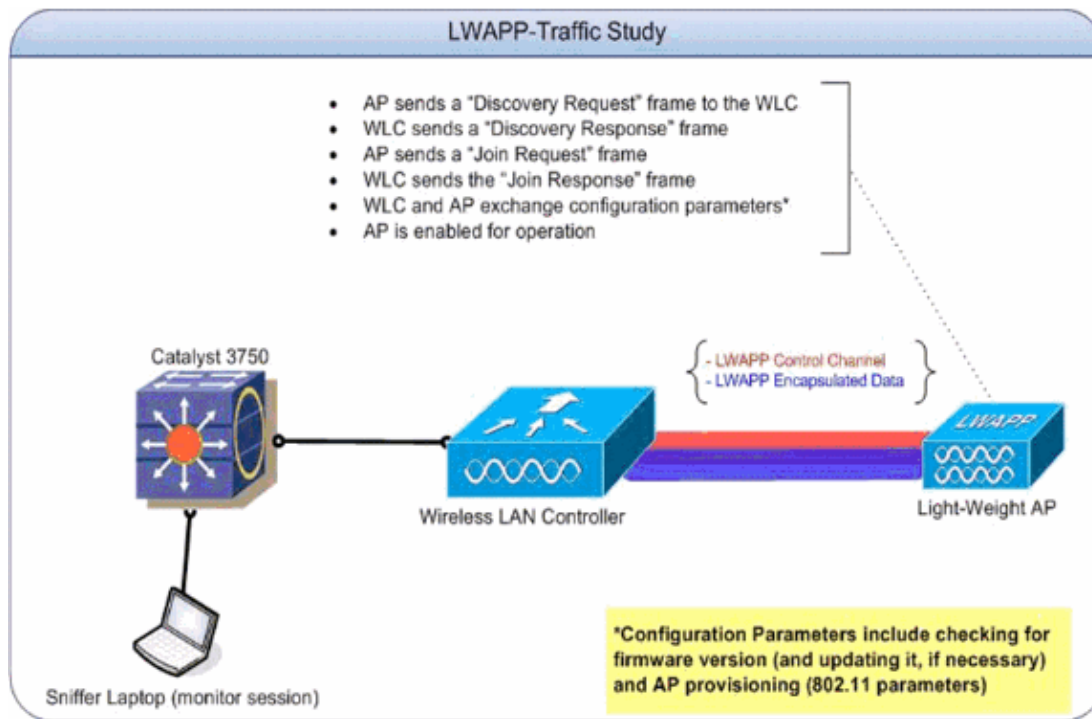 LWAPP-Traffic Study
• AP sends a “Discovery Request” frame to the WLC
• WLC sends a “Discovery Response” frame
• AP sends a “Join Request” frame
• WLC sends the “Join Response” frame
• WLC and AP exchange configuration parameters*
• AP is enabled for operation
Catalyst 3750
- LWAPP Control Channel
- LWAPP Encapsulated Data
LWAPP
Wireless LAN Controller
Light-Weight AP
*Configuration Parameters include checking for
firmware version (and updating it, if necessary)
and AP provisioning (802.11 parameters)
Sniffer Laptop (monitor session)